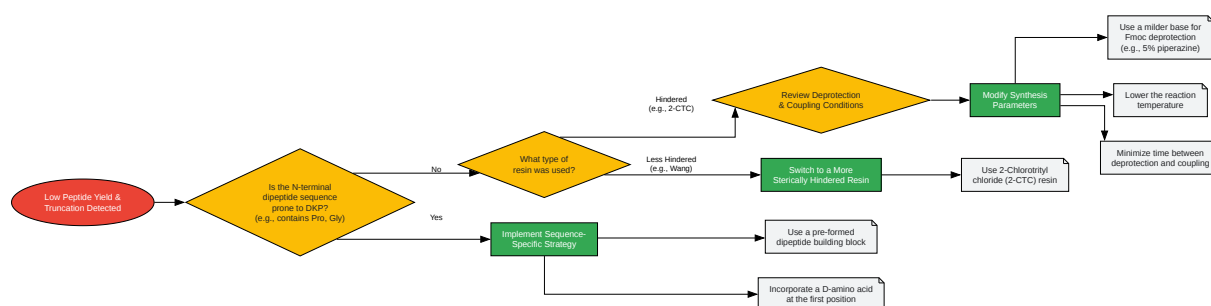 Low Peptide Yield &
Truncation Detected
Is the N-terminal
dipeptide sequence
prone to DKP?
(e.g., contains Pro, Gly)
No
Yes
What type of
resin was used?
Hindered
(e.g., 2-CTC)
Less Hindered
(e.g., Wang)
Review Deprotection
& Coupling Conditions
Modify Synthesis
Parameters
Use a milder base for
Fmoc deprotection
(e.g., 5% piperazine)
Lower the reaction
temperature
Minimize time between
deprotection and coupling
Switch to a More
Sterically Hindered Resin
Use 2-Chlorotrityl
chloride (2-CTC) resin
Implement Sequence-
Specific Strategy
Use a pre-formed
dipeptide building block
Incorporate a D-amino acid
at the first position